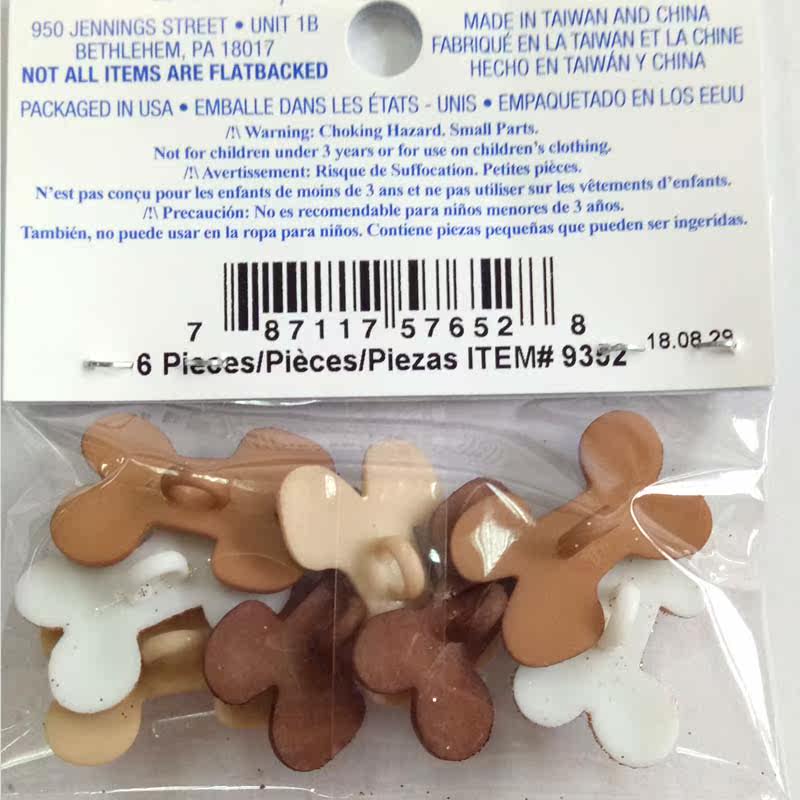 950 JENNINGS STREET • UNIT 1B
BETHLEHEM, PA 18017
NOT ALL ITEMS ARE FLATBACKED
MADE IN TAIWAN AND CHINA
FABRIQUÉ EN LA TAIWAN ET LA CHINE
HECHO EN TAIWÁN Y CHINA
PACKAGED IN USA • EMBALLE DANS LES ÉTATS - UNIS • EMPAQUETADO EN LOS EEUU
/!\ Warning: Choking Hazard. Small Parts.
Not for children under 3 years or for use on children's clothing.
/!\ Avertissement: Risque de Suffocation. Petites pièces.
N'est pas conçu pour les enfants de moins de 3 ans et ne pas utiliser sur les vêtements d'enfants.
/!\ Precaución: No es recomendable para niños menores de 3 años.
También, no puede usar en la ropa para niños. Contiene piezas pequeñas que pueden ser ingeridas.
7 87117 57652 8
6 Pieces/Pièces/Piezas ITEM# 9352
18.08.29